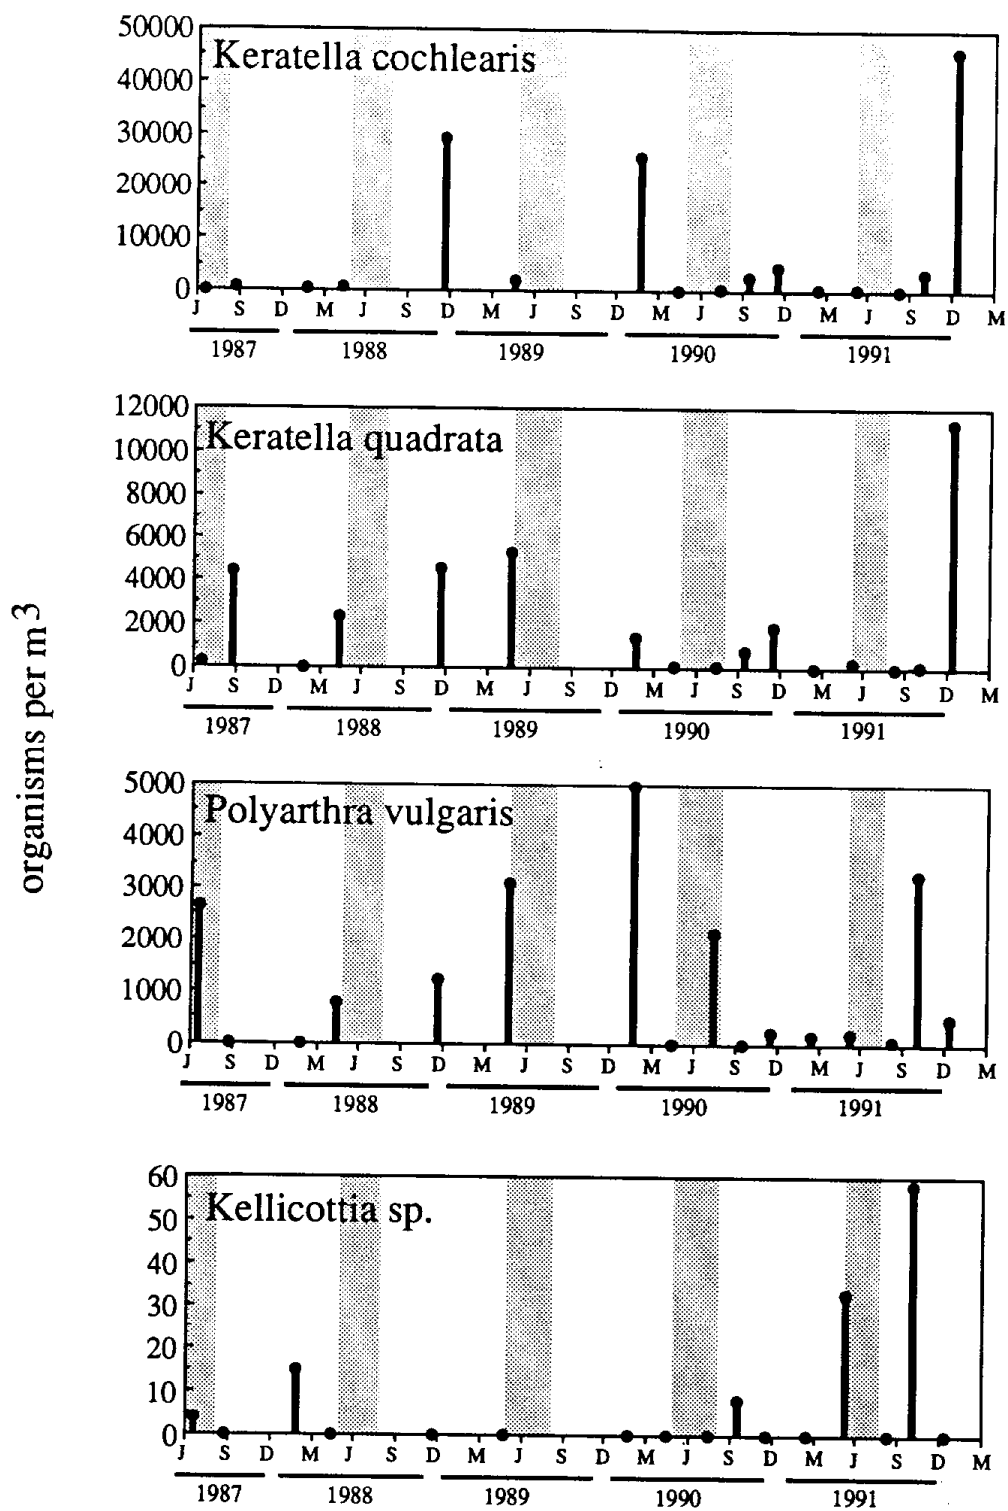 organisms per m3
Keratella cochlearis
50000
40000
30000
20000
10000
0
J S D M J S D M J S D M J S D M J S D M
1987 1988 1989 1990 1991
Keratella quadrata
12000
10000
8000
6000
4000
2000
0
J S D M J S D M J S D M J S D M J S D M
1987 1988 1989 1990 1991
Polyarthra vulgaris
5000
4000
3000
2000
1000
0
J S D M J S D M J S D M J S D M J S D M
1987 1988 1989 1990 1991
Kellicottia sp.
60
50
40
30
20
10
0
J S D M J S D M J S D M J S D M J S D M
1987 1988 1989 1990 1991